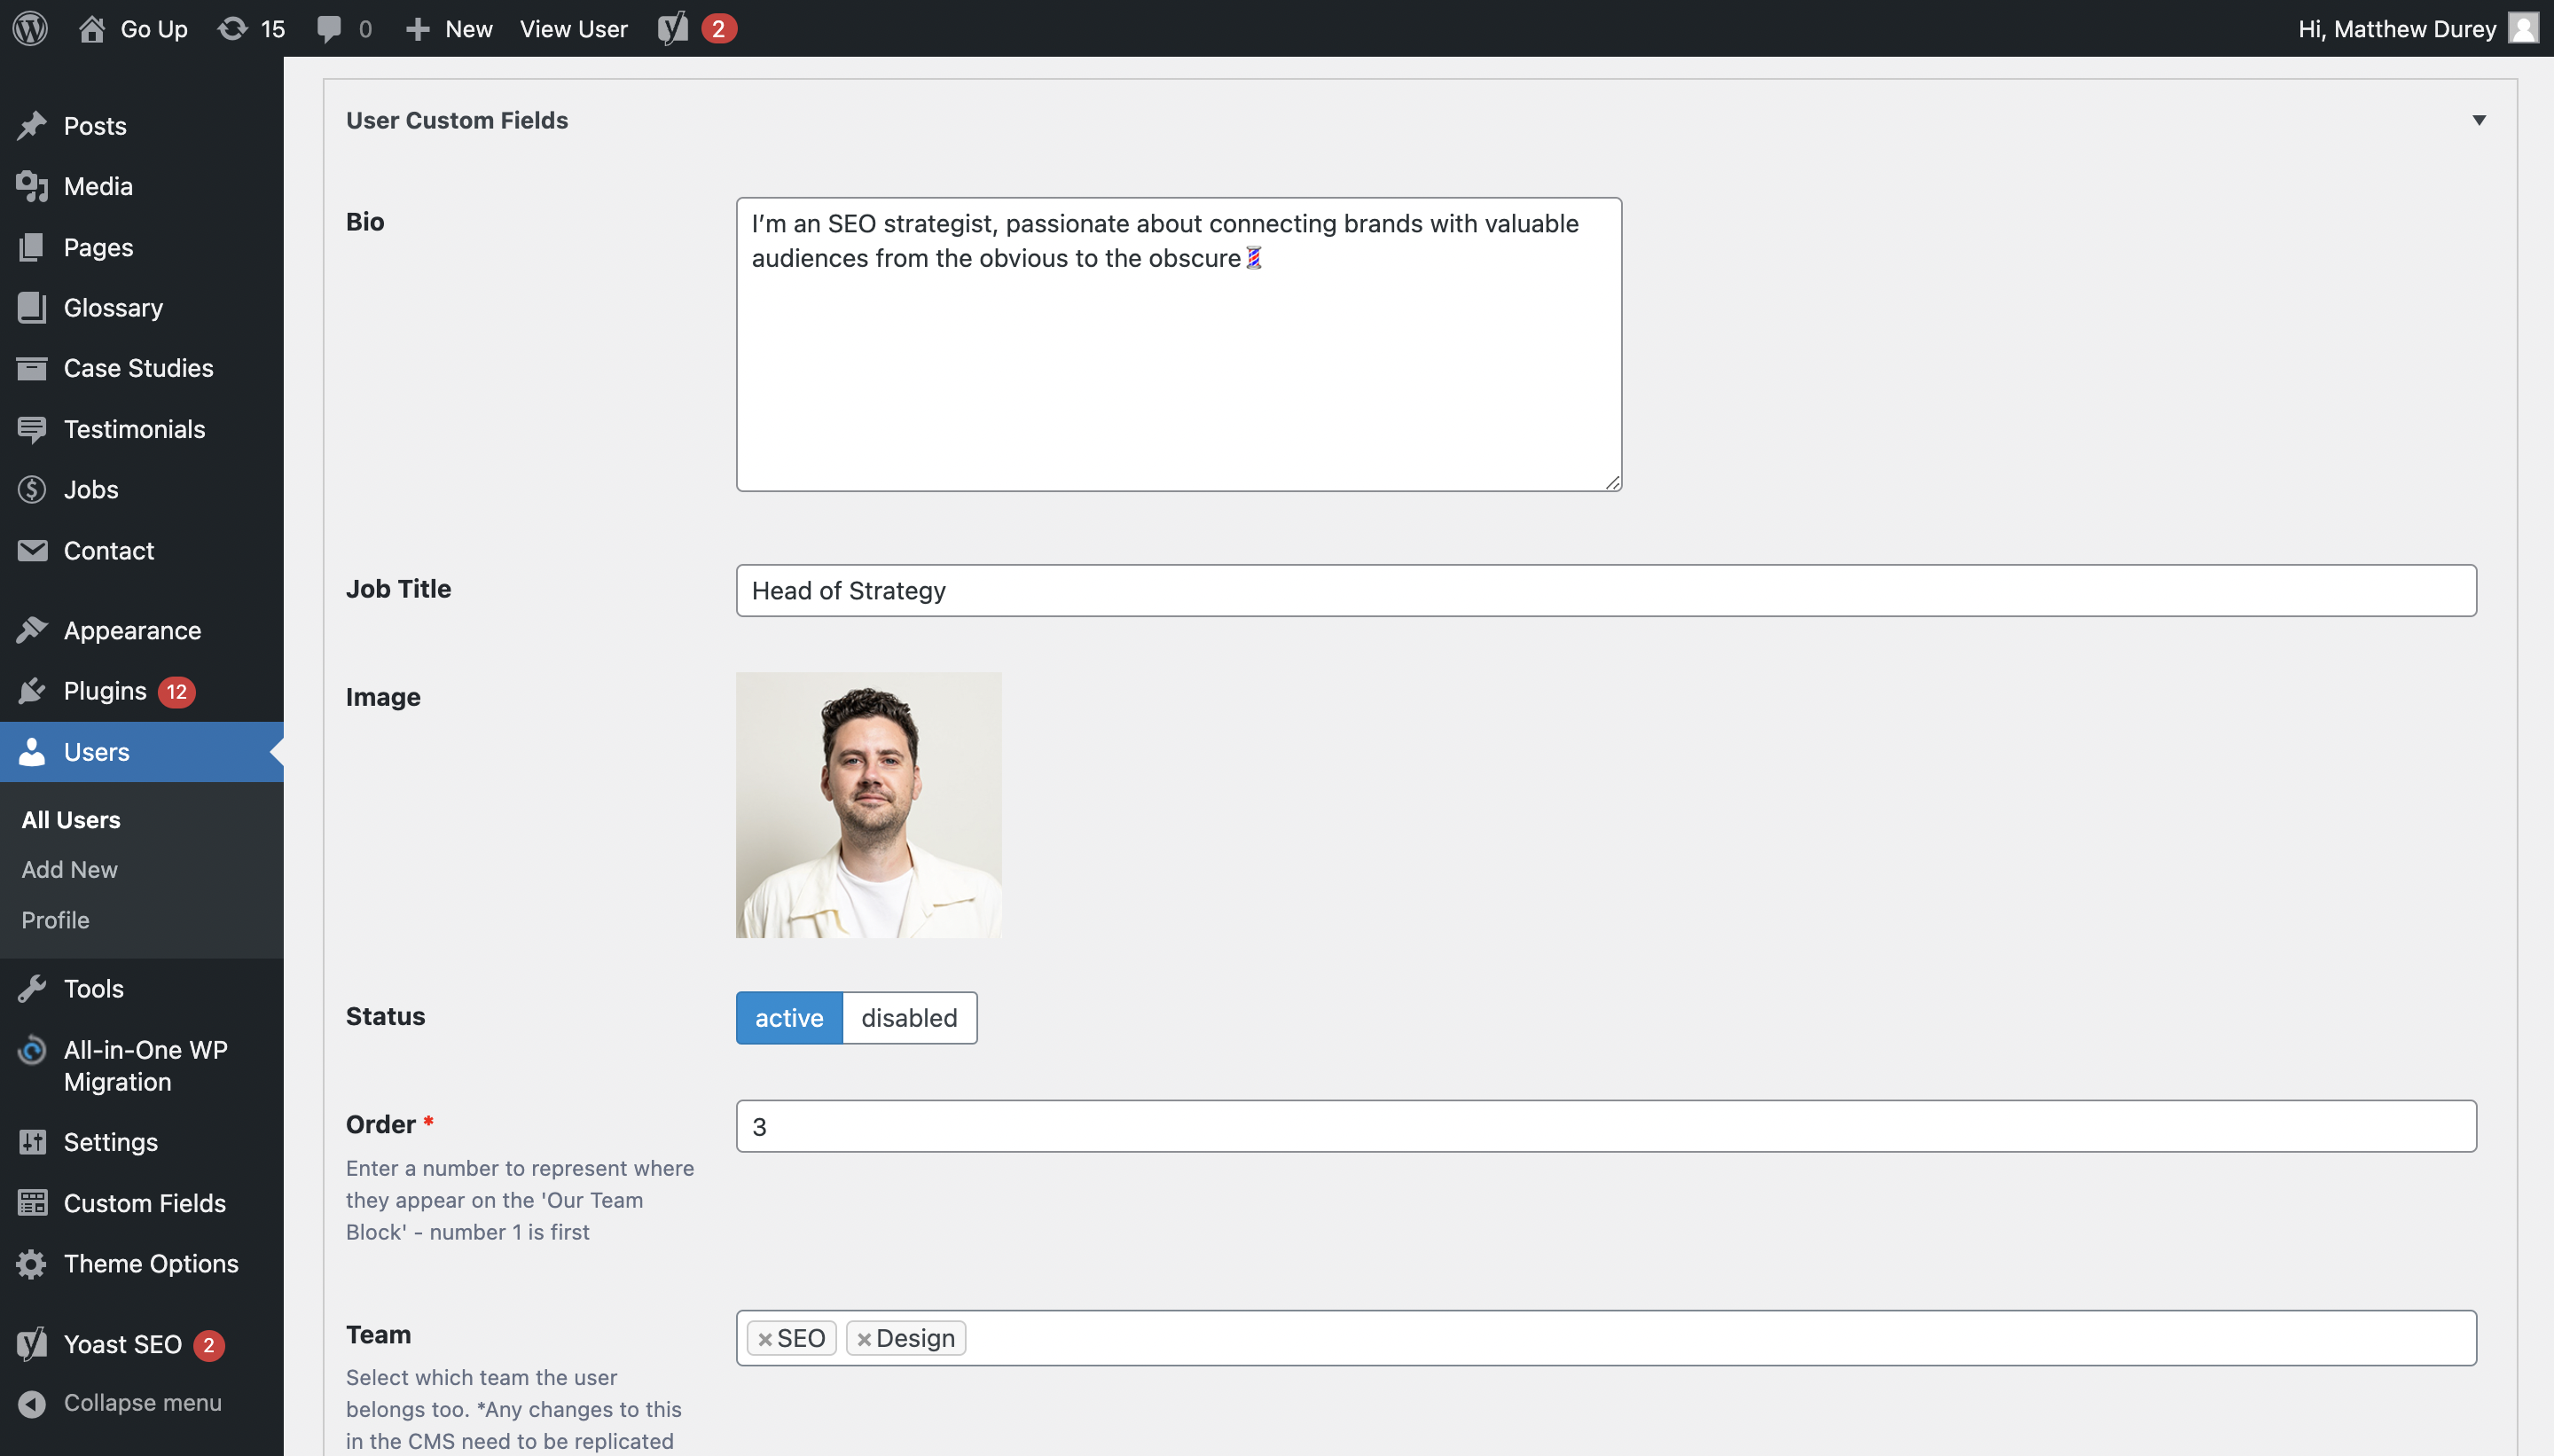 Go Up 15 0 New View User 2 Hi, Matthew Durey
Posts
Media
Pages
Glossary
Case Studies
Testimonials
Jobs
Contact
Appearance
Plugins 12
Users
All Users
Add New
Profile
Tools
All-in-One WP
Migration
Settings
Custom Fields
Theme Options
Yoast SEO 2
Collapse menu
User Custom Fields
Bio
I’m an SEO strategist, passionate about connecting brands with valuable
audiences from the obvious to the obscure💈
Job Title
Head of Strategy
Image
Status
active disabled
Order *
3
Enter a number to represent where
they appear on the 'Our Team
Block' - number 1 is first
Team
×SEO ×Design
Select which team the user
belongs too. *Any changes to this
in the CMS need to be replicated